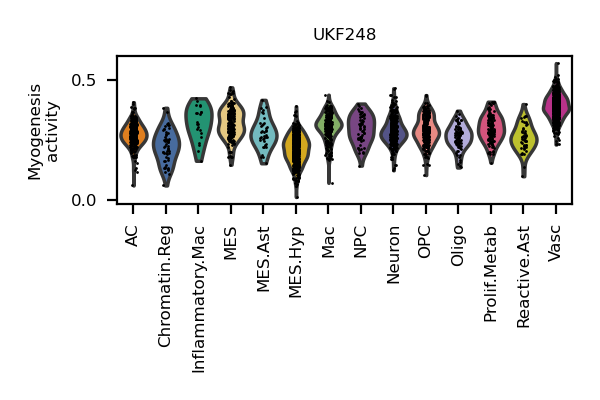 UKF248
Myogenesis
activity
0.5
0.0
AC
Chromatin.Reg
Inflammatory.Mac
MES
MES.Ast
MES.Hyp
Mac
NPC
Neuron
OPC
Oligo
Prolif.Metab
Reactive.Ast
Vasc